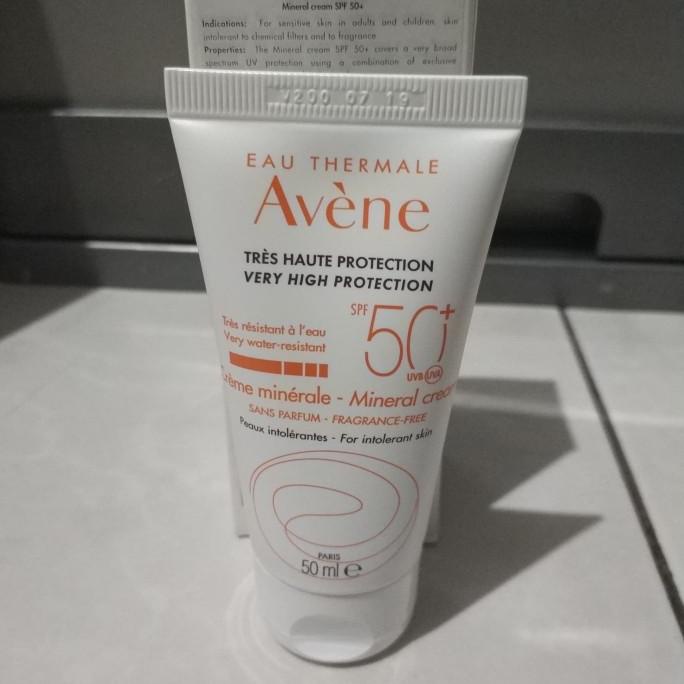 Mineral cream SPF 50+
Indications: For sensitive skin in adults and children, skin
intolerant to chemical filters and to fragrance
Properties: The Mineral cream SPF 50+ covers a very broad
spectrum UV protection using a combination of exclusive
V200 07 19
EAU THERMALE
Avène
TRÈS HAUTE PROTECTION
VERY HIGH PROTECTION
SPF 50+
Très résistant à l'eau
Very water-resistant
UVB UVA
Crème minérale - Mineral cream
SANS PARFUM - FRAGRANCE-FREE
Peaux intolérantes - For intolerant skin
PARIS
50 ml e